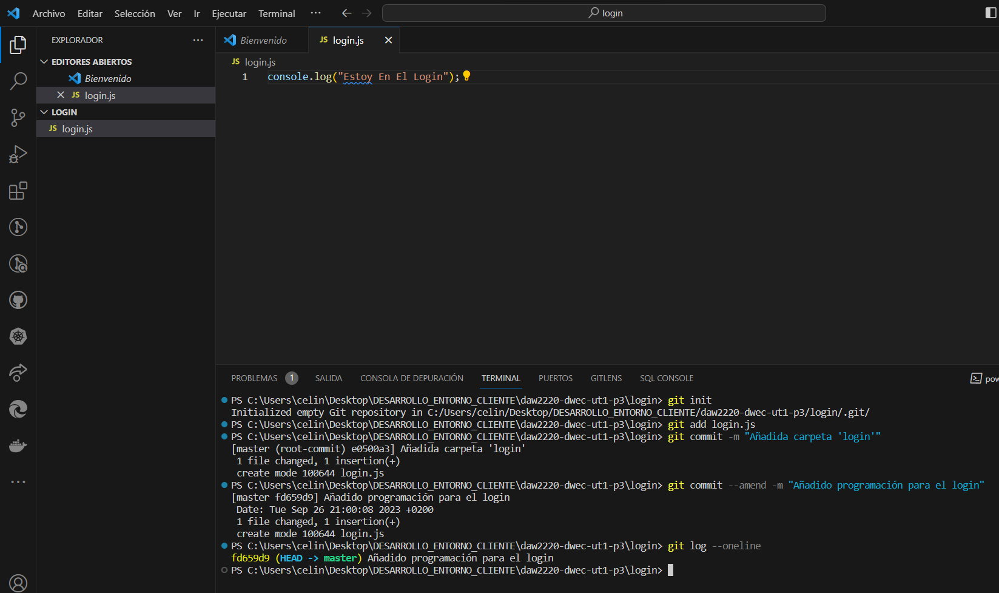 Archivo Editar Selección Ver Ir Ejecutar Terminal ··· login
EXPLORADOR ···
EDITORES ABIERTOS
Bienvenido
JS login.js
LOGIN
JS login.js
Bienvenido JS login.js
JS login.js
1 console.log("Estoy En El Login");
PROBLEMAS 1 SALIDA CONSOLA DE DEPURACIÓN TERMINAL PUERTOS GITLENS SQL CONSOLE pow
PS C:\Users\celin\Desktop\DESARROLLO_ENTORNO_CLIENTE\daw2220-dwec-ut1-p3\login> git init
Initialized empty Git repository in C:/Users/celin/Desktop/DESARROLLO_ENTORNO_CLIENTE/daw2220-dwec-ut1-p3/login/.git/
PS C:\Users\celin\Desktop\DESARROLLO_ENTORNO_CLIENTE\daw2220-dwec-ut1-p3\login> git add login.js
PS C:\Users\celin\Desktop\DESARROLLO_ENTORNO_CLIENTE\daw2220-dwec-ut1-p3\login> git commit -m "Añadida carpeta 'login'"
[master (root-commit) e0500a3] Añadida carpeta 'login'
1 file changed, 1 insertion(+)
create mode 100644 login.js
PS C:\Users\celin\Desktop\DESARROLLO_ENTORNO_CLIENTE\daw2220-dwec-ut1-p3\login> git commit --amend -m "Añadido programación para el login"
[master fd659d9] Añadido programación para el login
Date: Tue Sep 26 21:00:08 2023 +0200
1 file changed, 1 insertion(+)
create mode 100644 login.js
PS C:\Users\celin\Desktop\DESARROLLO_ENTORNO_CLIENTE\daw2220-dwec-ut1-p3\login> git log --oneline
fd659d9 (HEAD -> master) Añadido programación para el login
PS C:\Users\celin\Desktop\DESARROLLO_ENTORNO_CLIENTE\daw2220-dwec-ut1-p3\login>